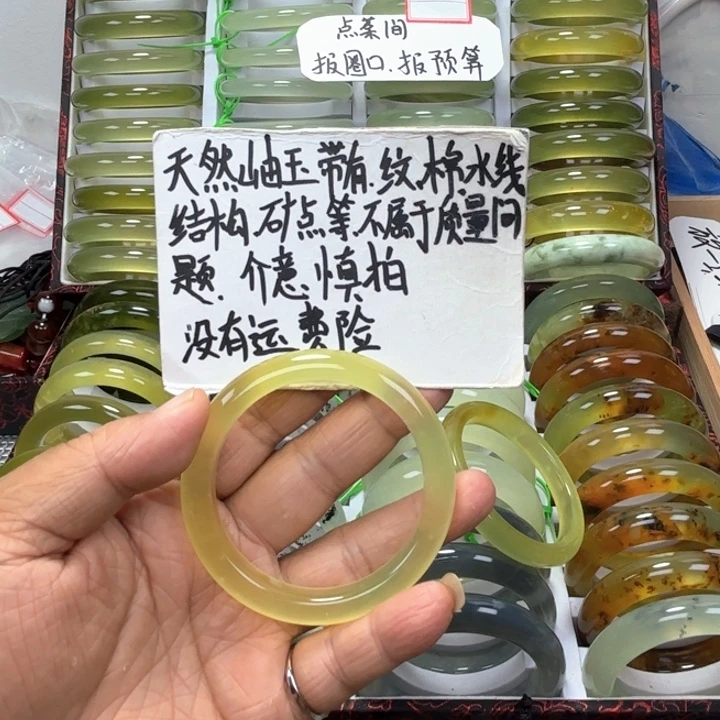 点菜间
报圈口、报预算
天然岫玉带有.纹.棉.水线
结构.矿点等.不属于质量问
题.介意.慎拍
没有运费险